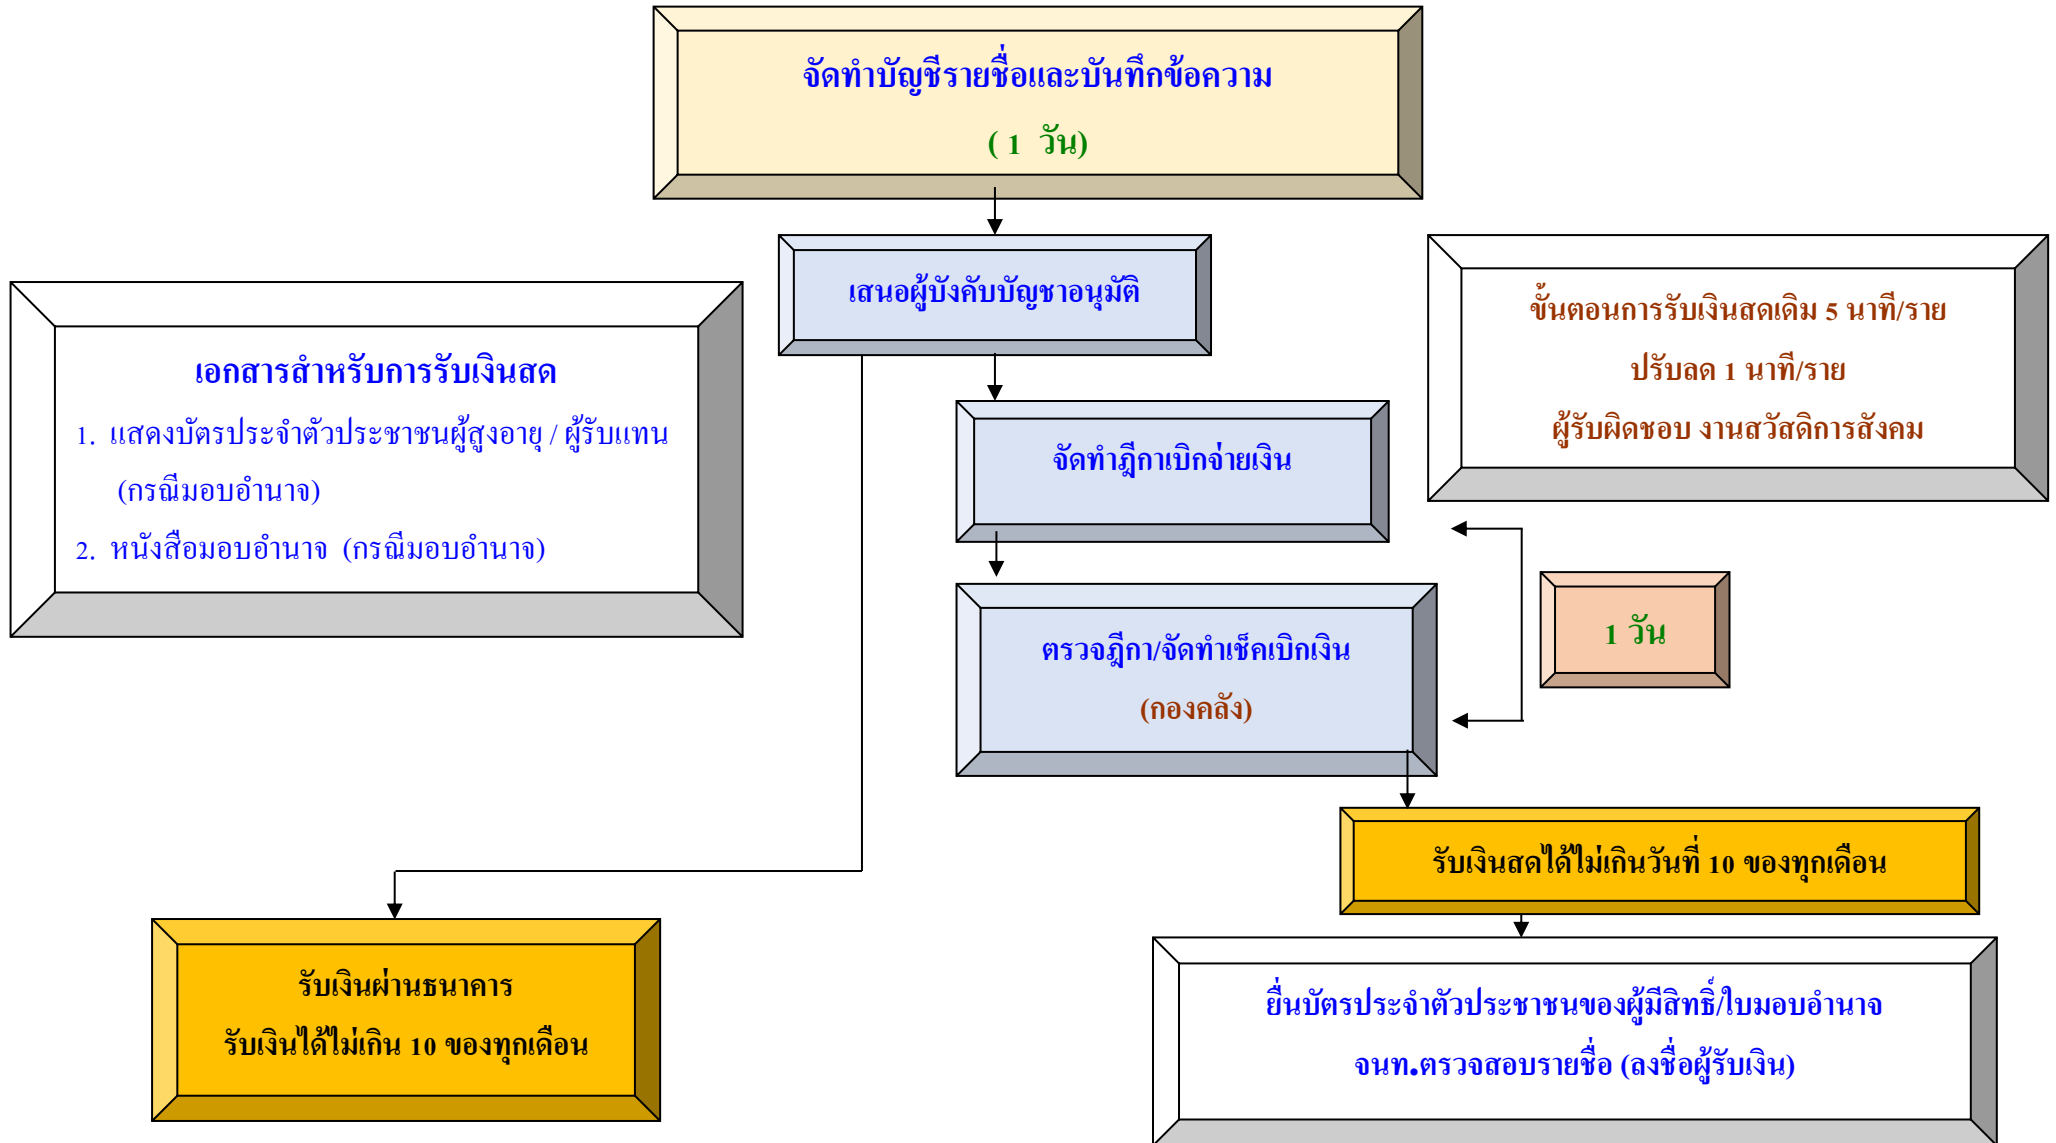 จัดทำบัญชีรายชื่อและบันทึกข้อความ
( 1 วัน)
เสนอผู้บังคับบัญชาอนุมัติ
เอกสารสำหรับการรับเงินสด
1. แสดงบัตรประจำตัวประชาชนผู้สูงอายุ / ผู้รับแทน
(กรณีมอบอำนาจ)
2. หนังสือมอบอำนาจ (กรณีมอบอำนาจ)
ขั้นตอนการรับเงินสดเดิม 5 นาที/ราย
ปรับลด 1 นาที/ราย
ผู้รับผิดชอบ งานสวัสดิการสังคม
จัดทำฎีกาเบิกจ่ายเงิน
ตรวจฎีกา/จัดทำเช็คเบิกเงิน
(กองคลัง)
1 วัน
รับเงินสดได้ไม่เกินวันที่ 10 ของทุกเดือน
รับเงินผ่านธนาคาร
รับเงินได้ไม่เกิน 10 ของทุกเดือน
ยื่นบัตรประจำตัวประชาชนของผู้มีสิทธิ์/ใบมอบอำนาจ
จนท.ตรวจสอบรายชื่อ (ลงชื่อผู้รับเงิน)